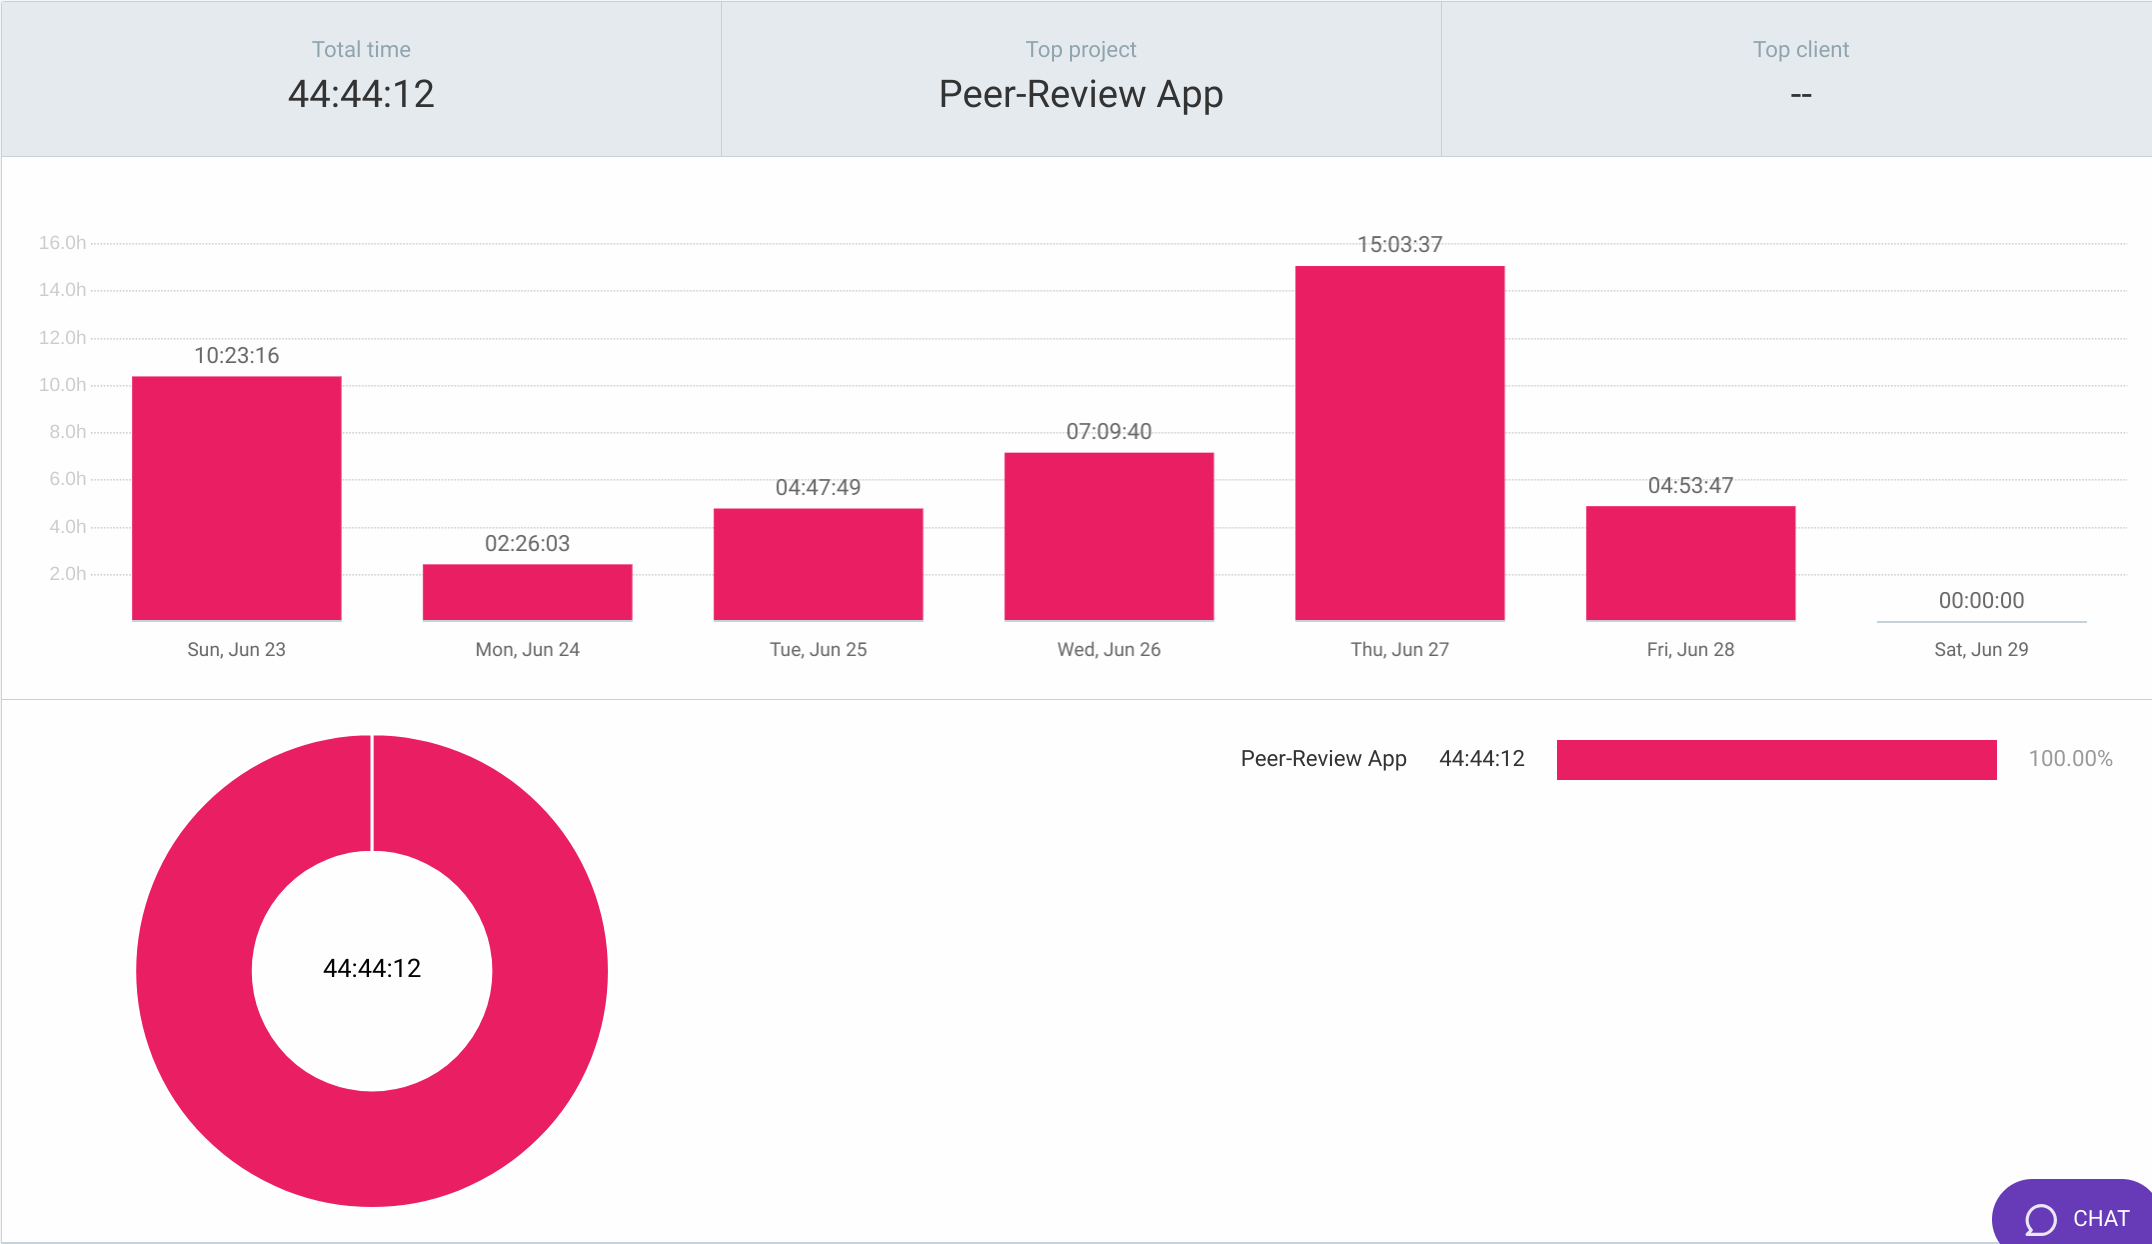 Total time
Top project
Top client
44:44:12
Peer-Review App
--
16.0h
14.0h
12.0h
10.0h
8.0h
6.0h
4.0h
2.0h
10:23:16
02:26:03
04:47:49
07:09:40
15:03:37
04:53:47
00:00:00
Sun, Jun 23
Mon, Jun 24
Tue, Jun 25
Wed, Jun 26
Thu, Jun 27
Fri, Jun 28
Sat, Jun 29
Peer-Review App 44:44:12 100.00%
44:44:12
CHAT